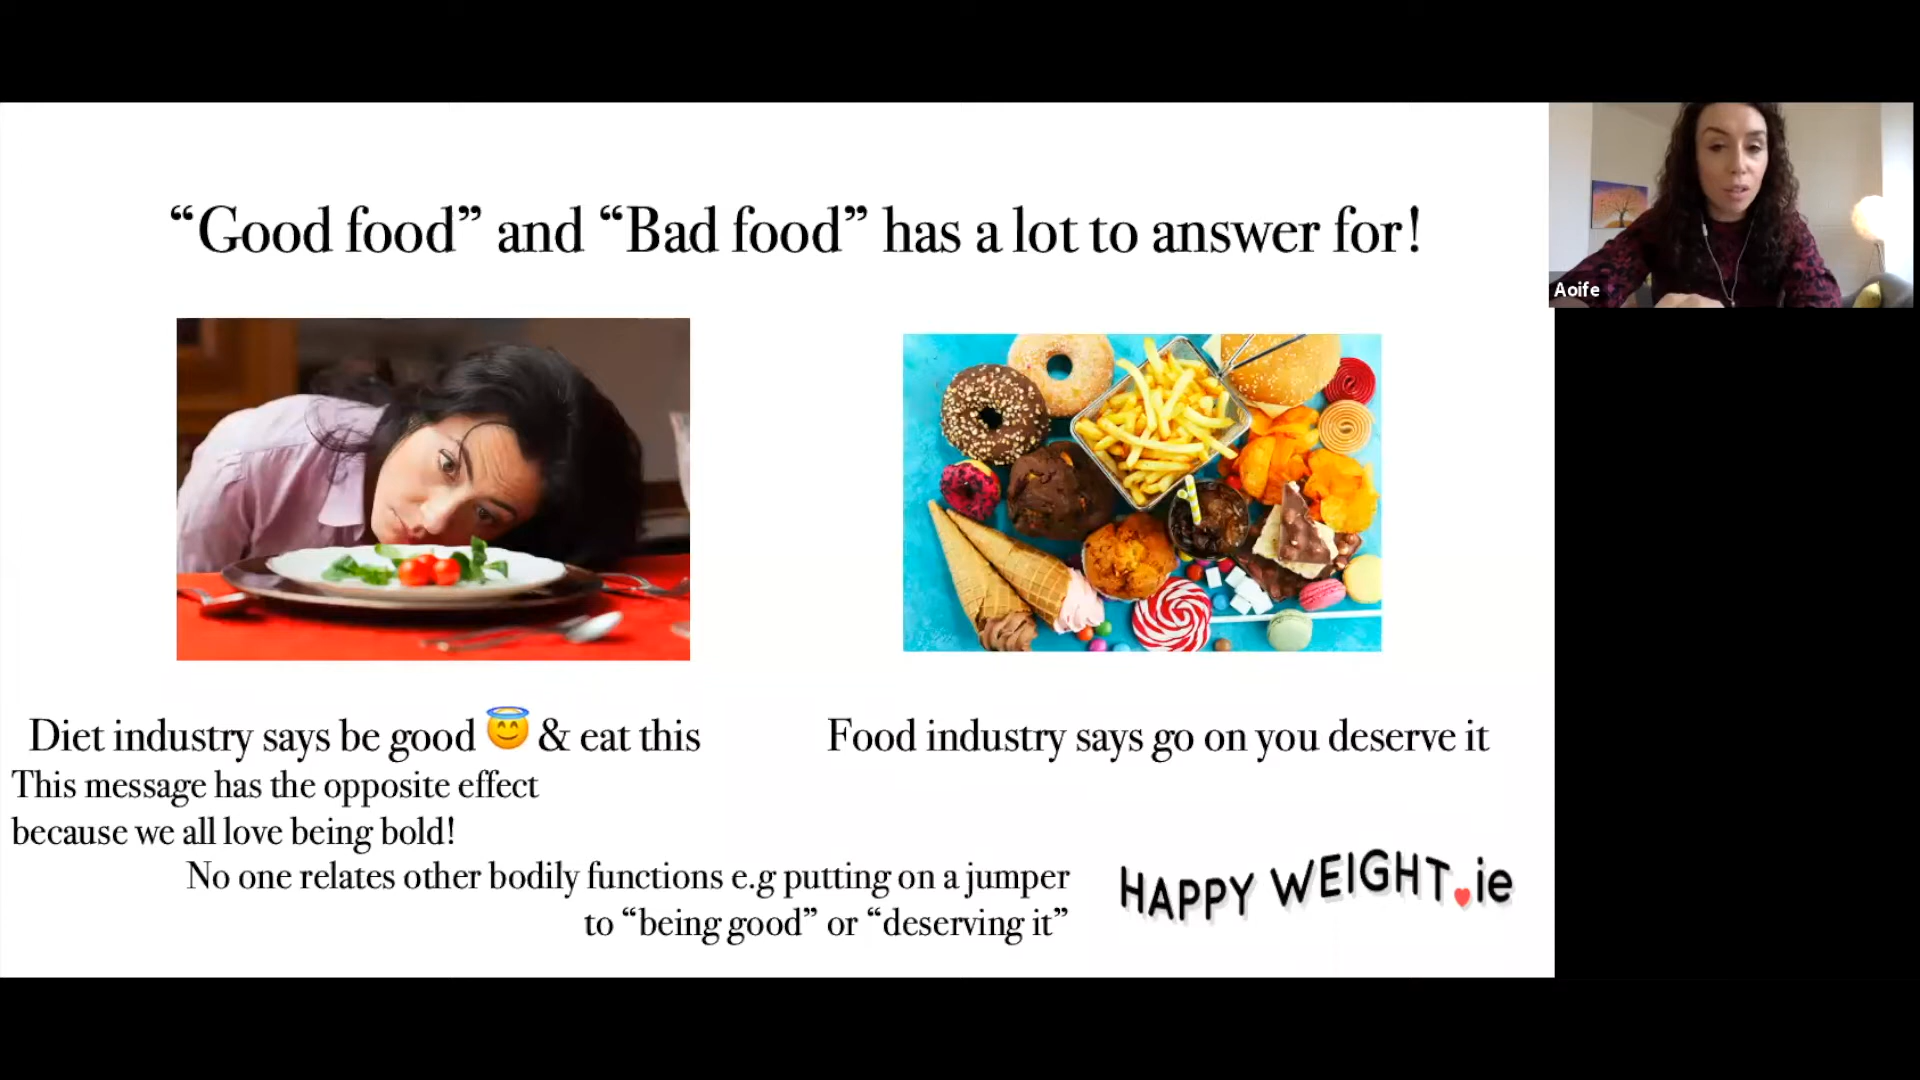 “Good food” and “Bad food” has a lot to answer for!
Aoife
Diet industry says be good 😇 & eat this
This message has the opposite effect
because we all love being bold!
Food industry says go on you deserve it
No one relates other bodily functions e.g putting on a jumper
to “being good” or “deserving it”
HAPPY WEIGHT.ie